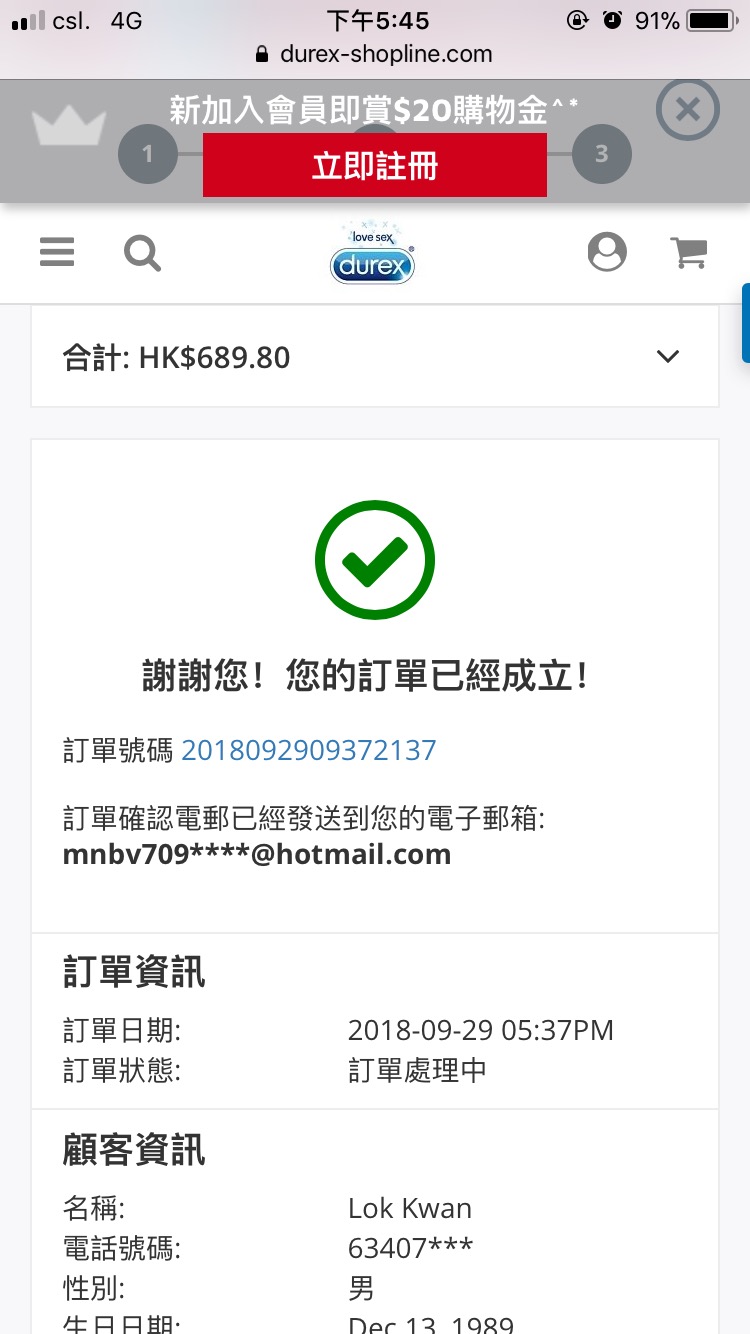 csl. 4G 下午5:45 91%
durex-shopline.com
新加入會員即賞$20購物金^*
1 立即註冊 3
love sex
durex®
合計: HK$689.80
謝謝您！您的訂單已經成立！
訂單號碼 2018092909372137
訂單確認電郵已經發送到您的電子郵箱:
mnbv709****@hotmail.com
訂單資訊
訂單日期: 2018-09-29 05:37PM
訂單狀態: 訂單處理中
顧客資訊
名稱: Lok Kwan
電話號碼: 63407***
性別: 男
生日日期: Dec 13, 1989